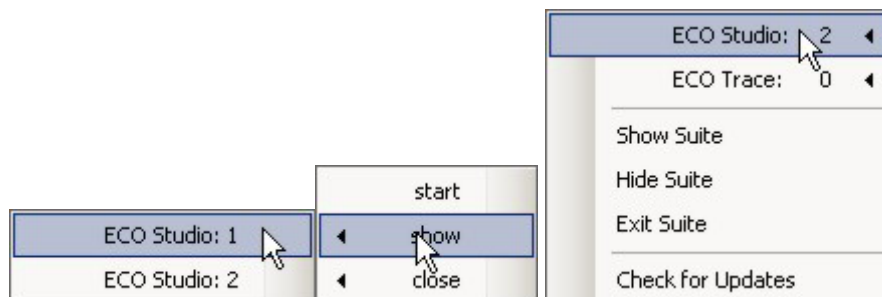 ECO Studio: 2
ECO Trace: 0
Show Suite
Hide Suite
Exit Suite
Check for Updates
start
show
close
ECO Studio: 1
ECO Studio: 2